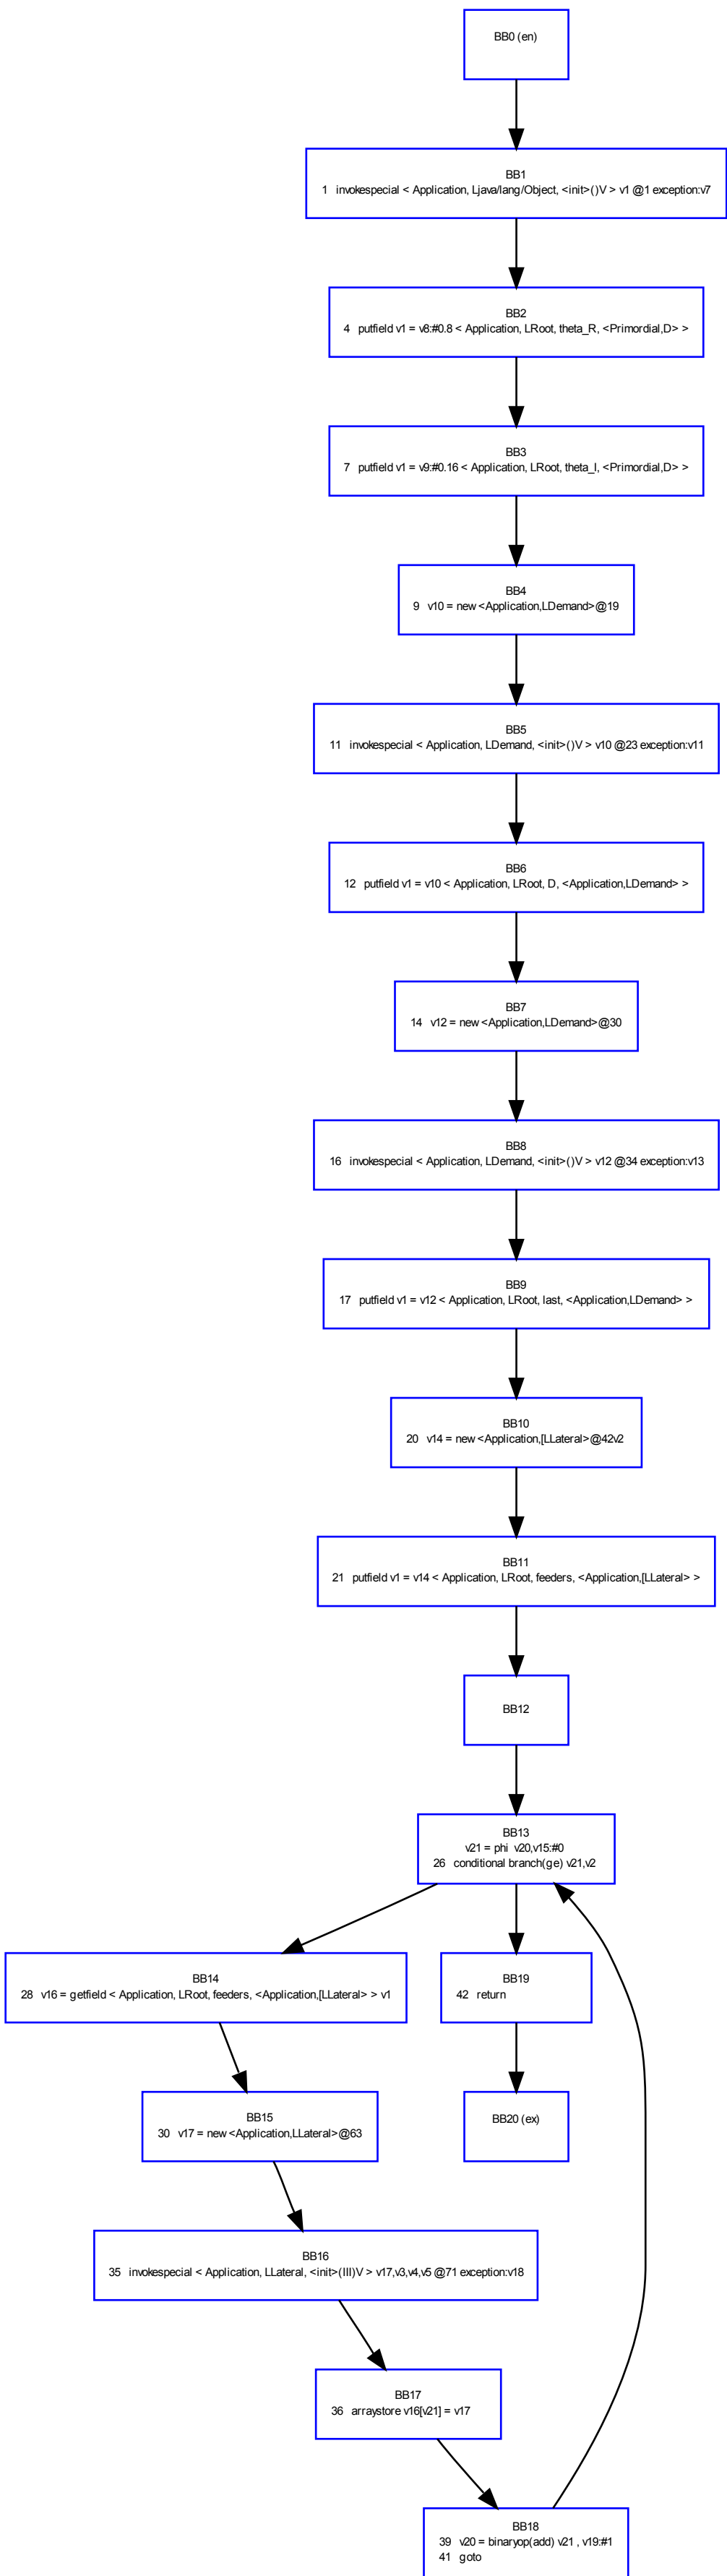 BB0 (en)
BB1
1 invokespecial < Application, Ljava/lang/Object, <init>()V > v1 @1 exception:v7
BB2
4 putfield v1 = v8:#0.8 < Application, LRoot, theta_R, <Primordial,D> >
BB3
7 putfield v1 = v9:#0.16 < Application, LRoot, theta_I, <Primordial,D> >
BB4
9 v10 = new <Application,LDemand>@19
BB5
11 invokespecial < Application, LDemand, <init>()V > v10 @23 exception:v11
BB6
12 putfield v1 = v10 < Application, LRoot, D, <Application,LDemand> >
BB7
14 v12 = new <Application,LDemand>@30
BB8
16 invokespecial < Application, LDemand, <init>()V > v12 @34 exception:v13
BB9
17 putfield v1 = v12 < Application, LRoot, last, <Application,LDemand> >
BB10
20 v14 = new <Application,[LLateral>@42v2
BB11
21 putfield v1 = v14 < Application, LRoot, feeders, <Application,[LLateral> >
BB12
BB13
v21 = phi v20,v15:#0
26 conditional branch(ge) v21,v2
BB14
28 v16 = getfield < Application, LRoot, feeders, <Application,[LLateral> > v1
BB19
42 return
BB15
30 v17 = new <Application,LLateral>@63
BB20 (ex)
BB16
35 invokespecial < Application, LLateral, <init>(III)V > v17,v3,v4,v5 @71 exception:v18
BB17
36 arraystore v16[v21] = v17
BB18
39 v20 = binaryop(add) v21 , v19:#1
41 goto